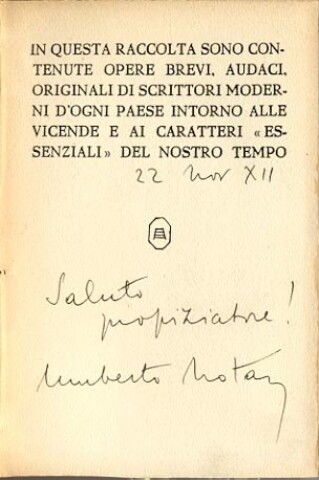 IN QUESTA RACCOLTA SONO CON-
TENUTE OPERE BREVI, AUDACI,
ORIGINALI DI SCRITTORI MODER-
NI D'OGNI PAESE INTORNO ALLE
VICENDE E AI CARATTERI «ES-
SENZIALI» DEL NOSTRO TEMPO
22 Nov XII
Saluto
propiziatore!
Umberto Notari